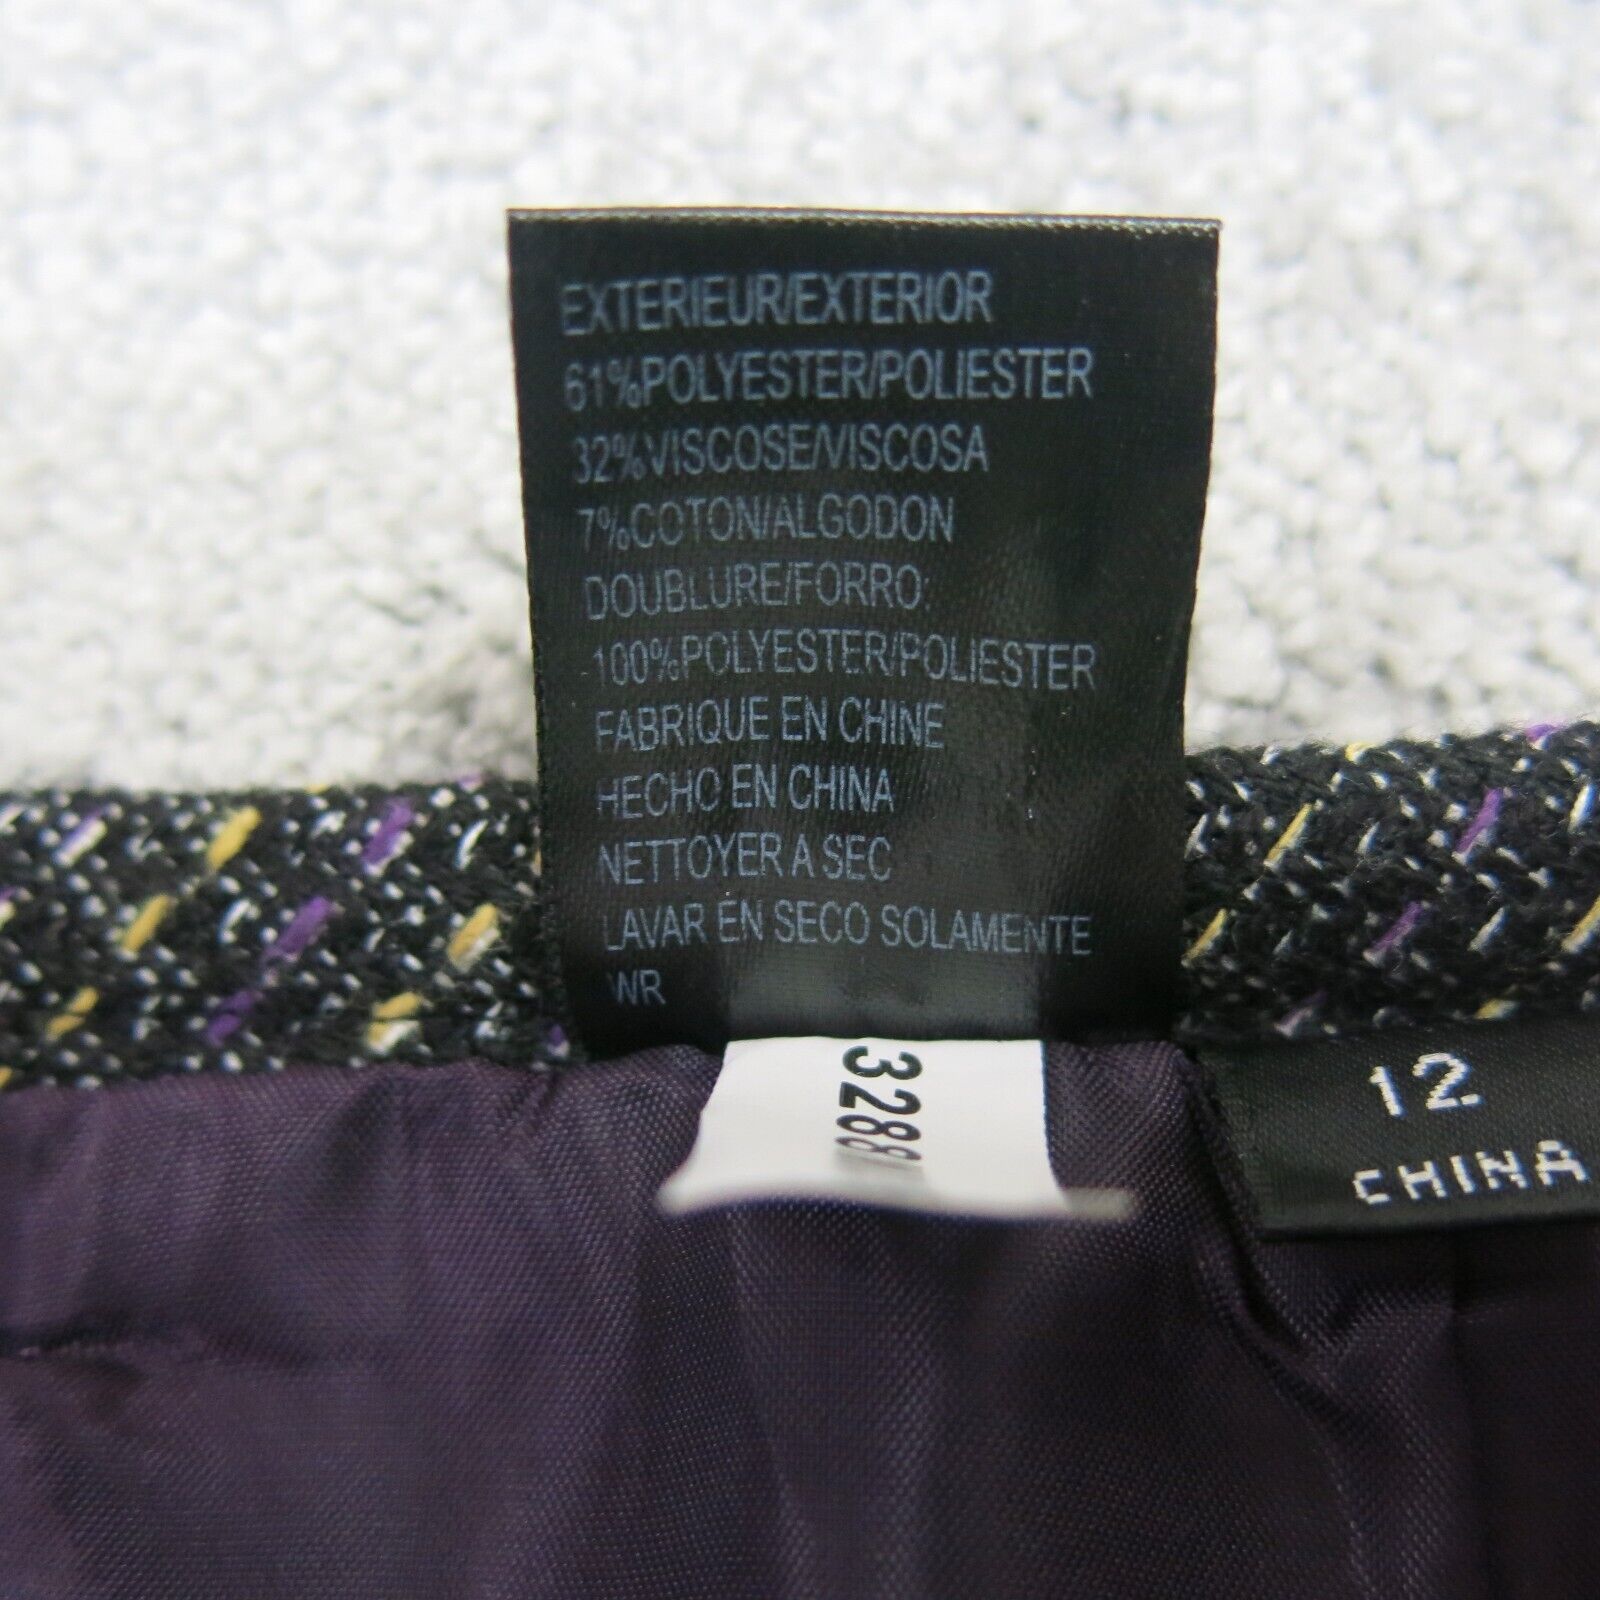 EXTERIEUR/EXTERIOR
61%POLYESTER/POLIESTER
32%VISCOSE/VISCOSA
7%COTON/ALGODON
DOUBLURE/FORRO:
100%POLYESTER/POLIESTER
FABRIQUE EN CHINE
HECHO EN CHINA
NETTOYER A SEC
LAVAR EN SECO SOLAMENTE
WR
3288
12
CHINA